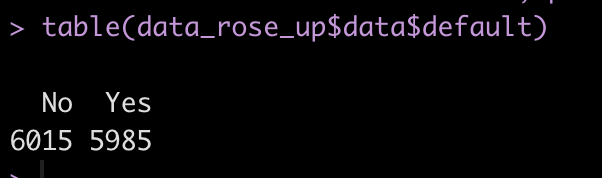 > table(data_rose_up$data$default)
No Yes
6015 5985
>